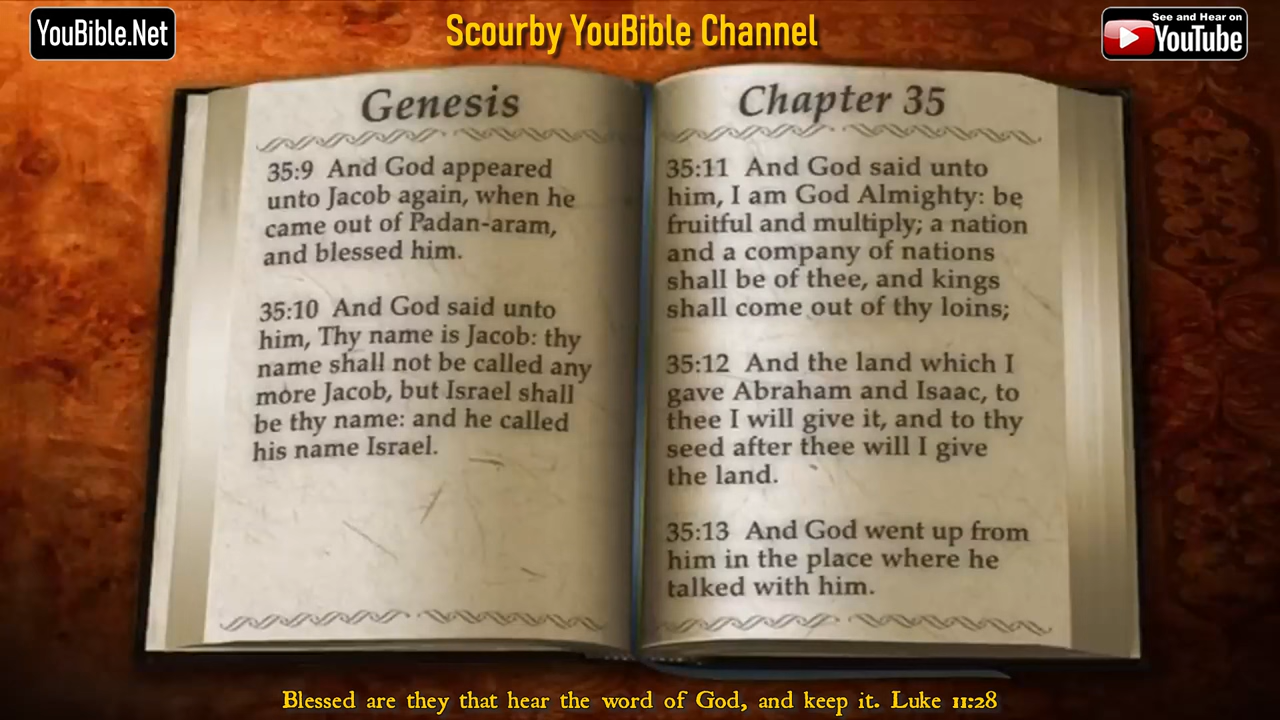 YouBible.Net
Scourby YouBible Channel
See and Hear on
YouTube
Genesis
35:9 And God appeared
unto Jacob again, when he
came out of Padan-aram,
and blessed him.
35:10 And God said unto
him, Thy name is Jacob: thy
name shall not be called any
more Jacob, but Israel shall
be thy name: and he called
his name Israel.
Chapter 35
35:11 And God said unto
him, I am God Almighty: be
fruitful and multiply; a nation
and a company of nations
shall be of thee, and kings
shall come out of thy loins;
35:12 And the land which I
gave Abraham and Isaac, to
thee I will give it, and to thy
seed after thee will I give
the land.
35:13 And God went up from
him in the place where he
talked with him.
Blessed are they that hear the word of God, and keep it. Luke 11:28